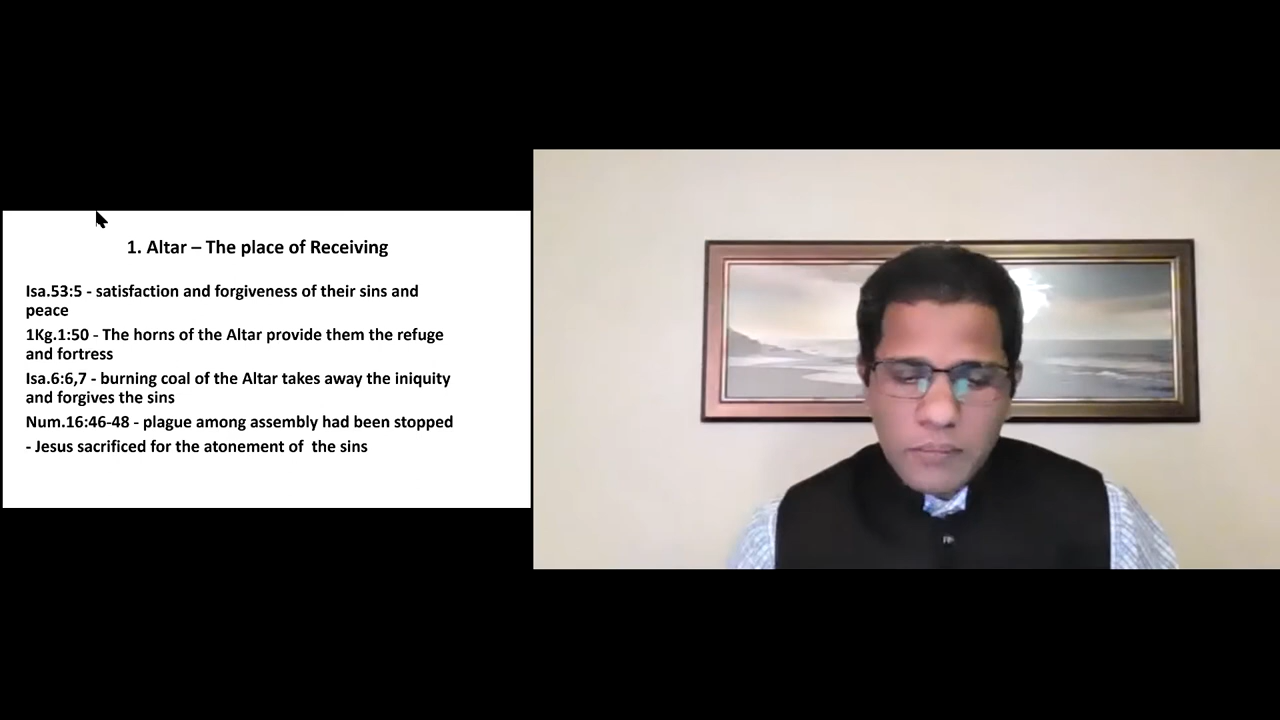 1. Altar – The place of Receiving
Isa.53:5 - satisfaction and forgiveness of their sins and
peace
1Kg.1:50 - The horns of the Altar provide them the refuge
and fortress
Isa.6:6,7 - burning coal of the Altar takes away the iniquity
and forgives the sins
Num.16:46-48 - plague among assembly had been stopped
- Jesus sacrificed for the atonement of  the sins